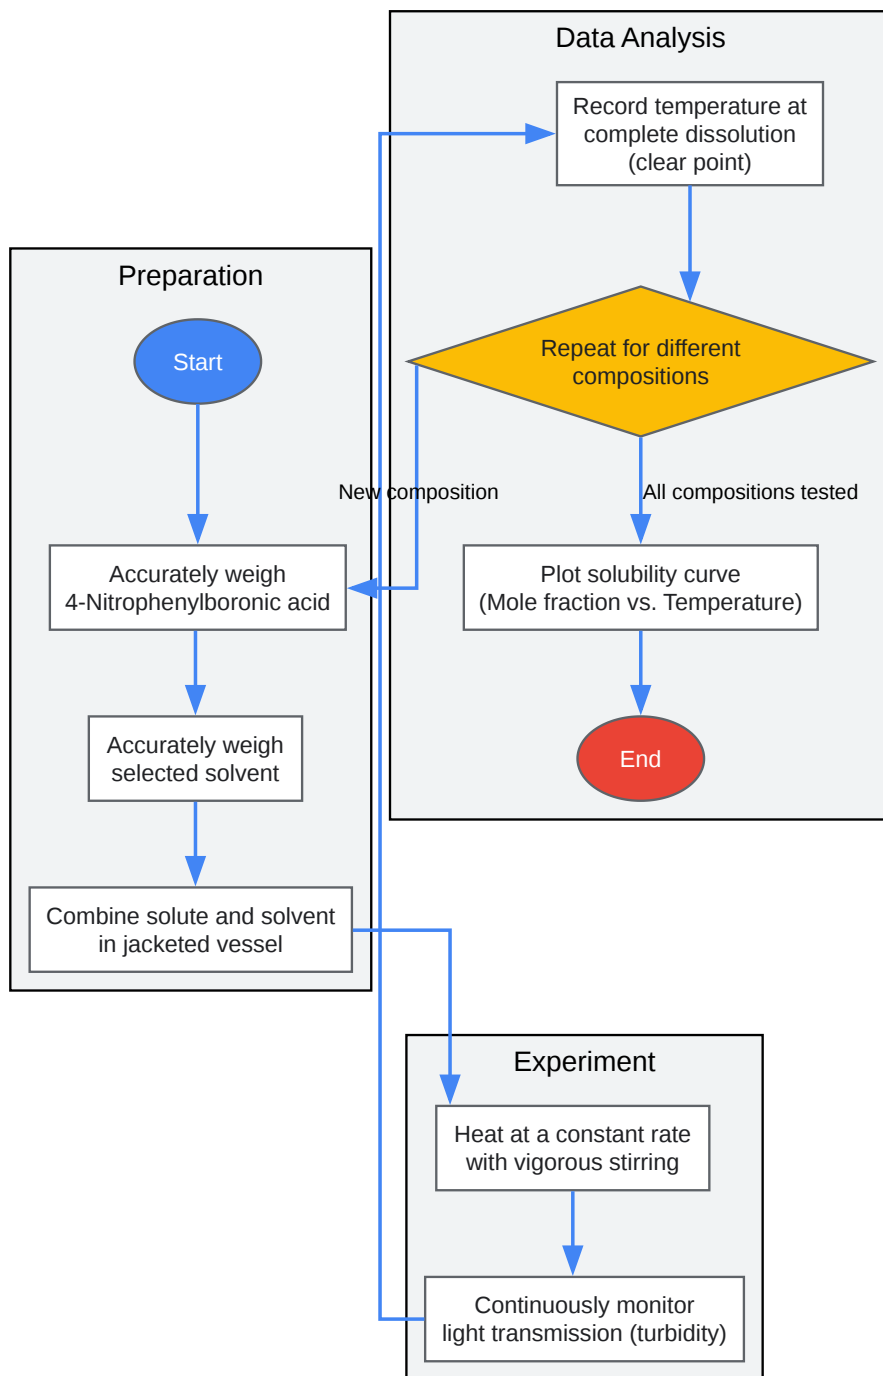 Data Analysis
Record temperature at
complete dissolution
(clear point)
Preparation
Start
Repeat for different
compositions
New composition
All compositions tested
Accurately weigh
4-Nitrophenylboronic acid
Plot solubility curve
(Mole fraction vs. Temperature)
Accurately weigh
selected solvent
End
Combine solute and solvent
in jacketed vessel
Experiment
Heat at a constant rate
with vigorous stirring
Continuously monitor
light transmission (turbidity)